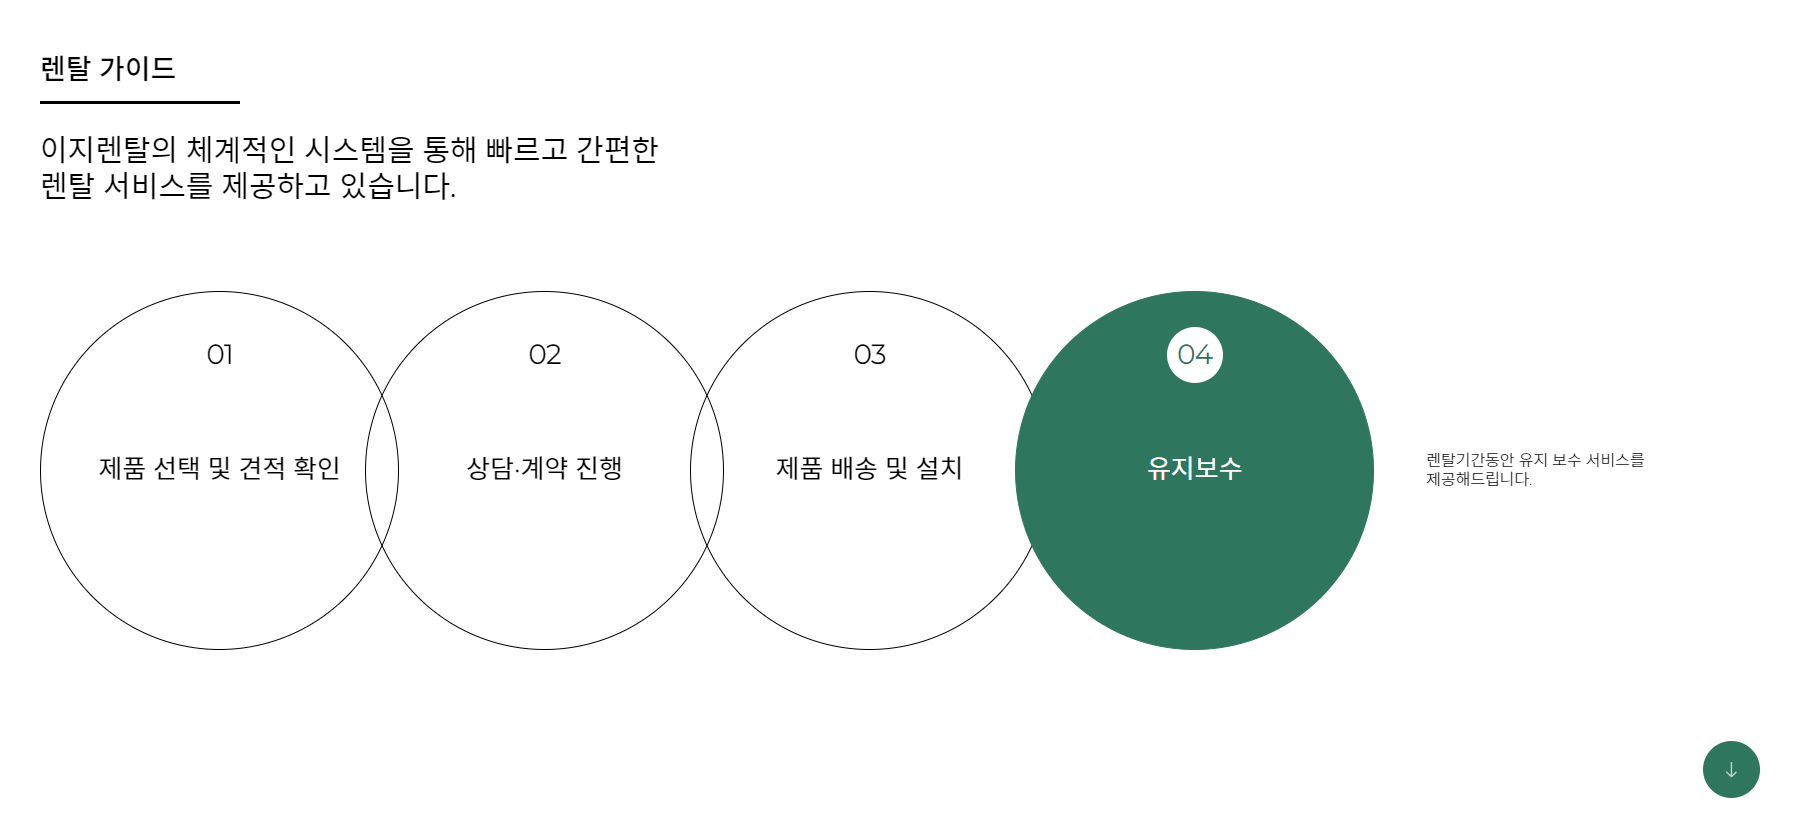 렌탈 가이드
이지렌탈의 체계적인 시스템을 통해 빠르고 간편한
렌탈 서비스를 제공하고 있습니다.
01
제품 선택 및 견적 확인
02
상담·계약 진행
03
제품 배송 및 설치
04
유지보수
렌탈기간동안 유지 보수 서비스를
제공해드립니다.